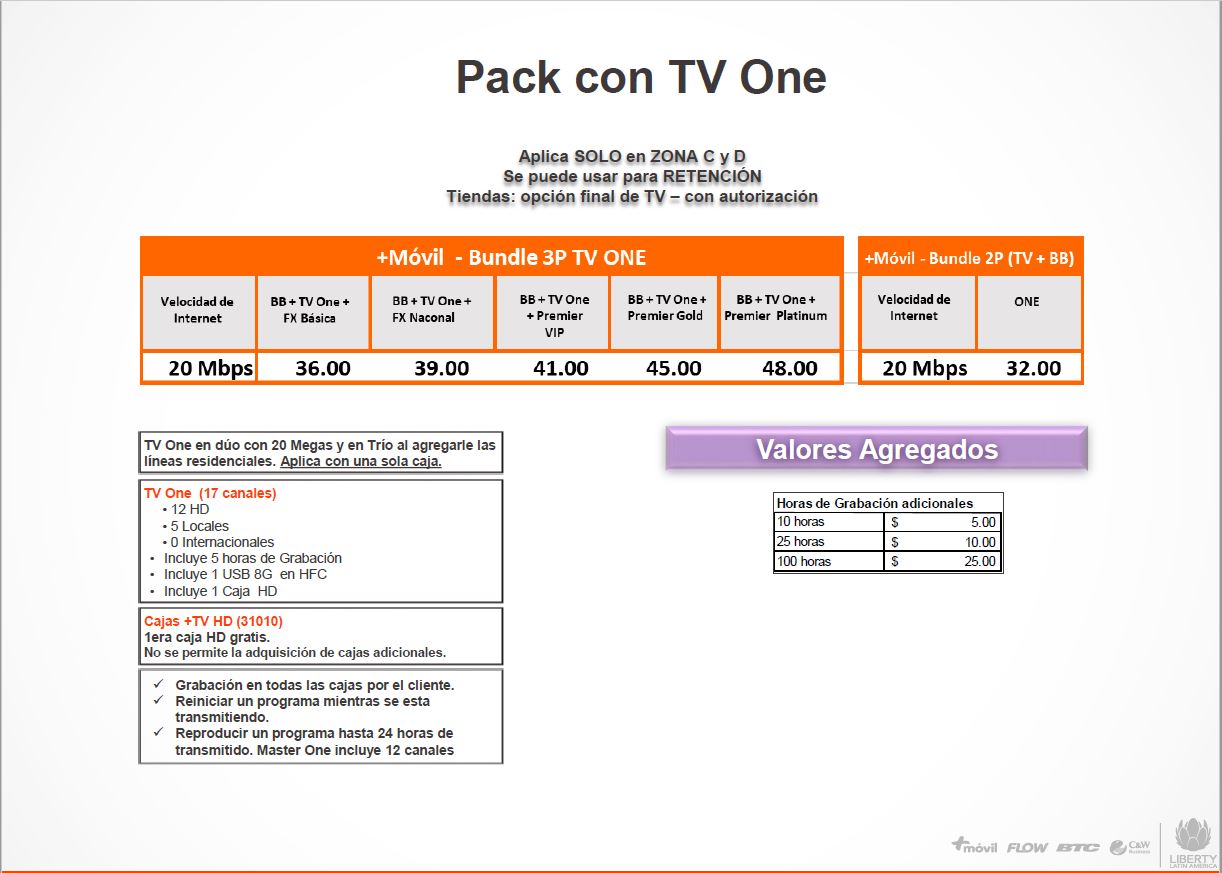 Pack con TV One
Aplica SOLO en ZONA C y D
Se puede usar para RETENCIÓN
Tiendas: opción final de TV – con autorización
+Móvil - Bundle 3P TV ONE
Velocidad de Internet
BB + TV One + FX Básica
BB + TV One + FX Naconal
BB + TV One + Premier VIP
BB + TV One + Premier Gold
BB + TV One + Premier Platinum
20 Mbps 36.00 39.00 41.00 45.00 48.00
+Móvil - Bundle 2P (TV + BB)
Velocidad de Internet
ONE
20 Mbps 32.00
TV One en dúo con 20 Megas y en Trío al agregarle las
líneas residenciales. Aplica con una sola caja.
TV One (17 canales)
• 12 HD
• 5 Locales
• 0 Internacionales
• Incluye 5 horas de Grabación
• Incluye 1 USB 8G en HFC
• Incluye 1 Caja HD
Cajas +TV HD (31010)
1era caja HD gratis.
No se permite la adquisición de cajas adicionales.
✓ Grabación en todas las cajas por el cliente.
✓ Reiniciar un programa mientras se esta
transmitiendo.
✓ Reproducir un programa hasta 24 horas de
transmitido. Master One incluye 12 canales
Valores Agregados
Horas de Grabación adicionales
10 horas $ 5.00
25 horas $ 10.00
100 horas $ 25.00
+móvil FLOW BTC C&W Business
LIBERTY
LATIN AMERICA